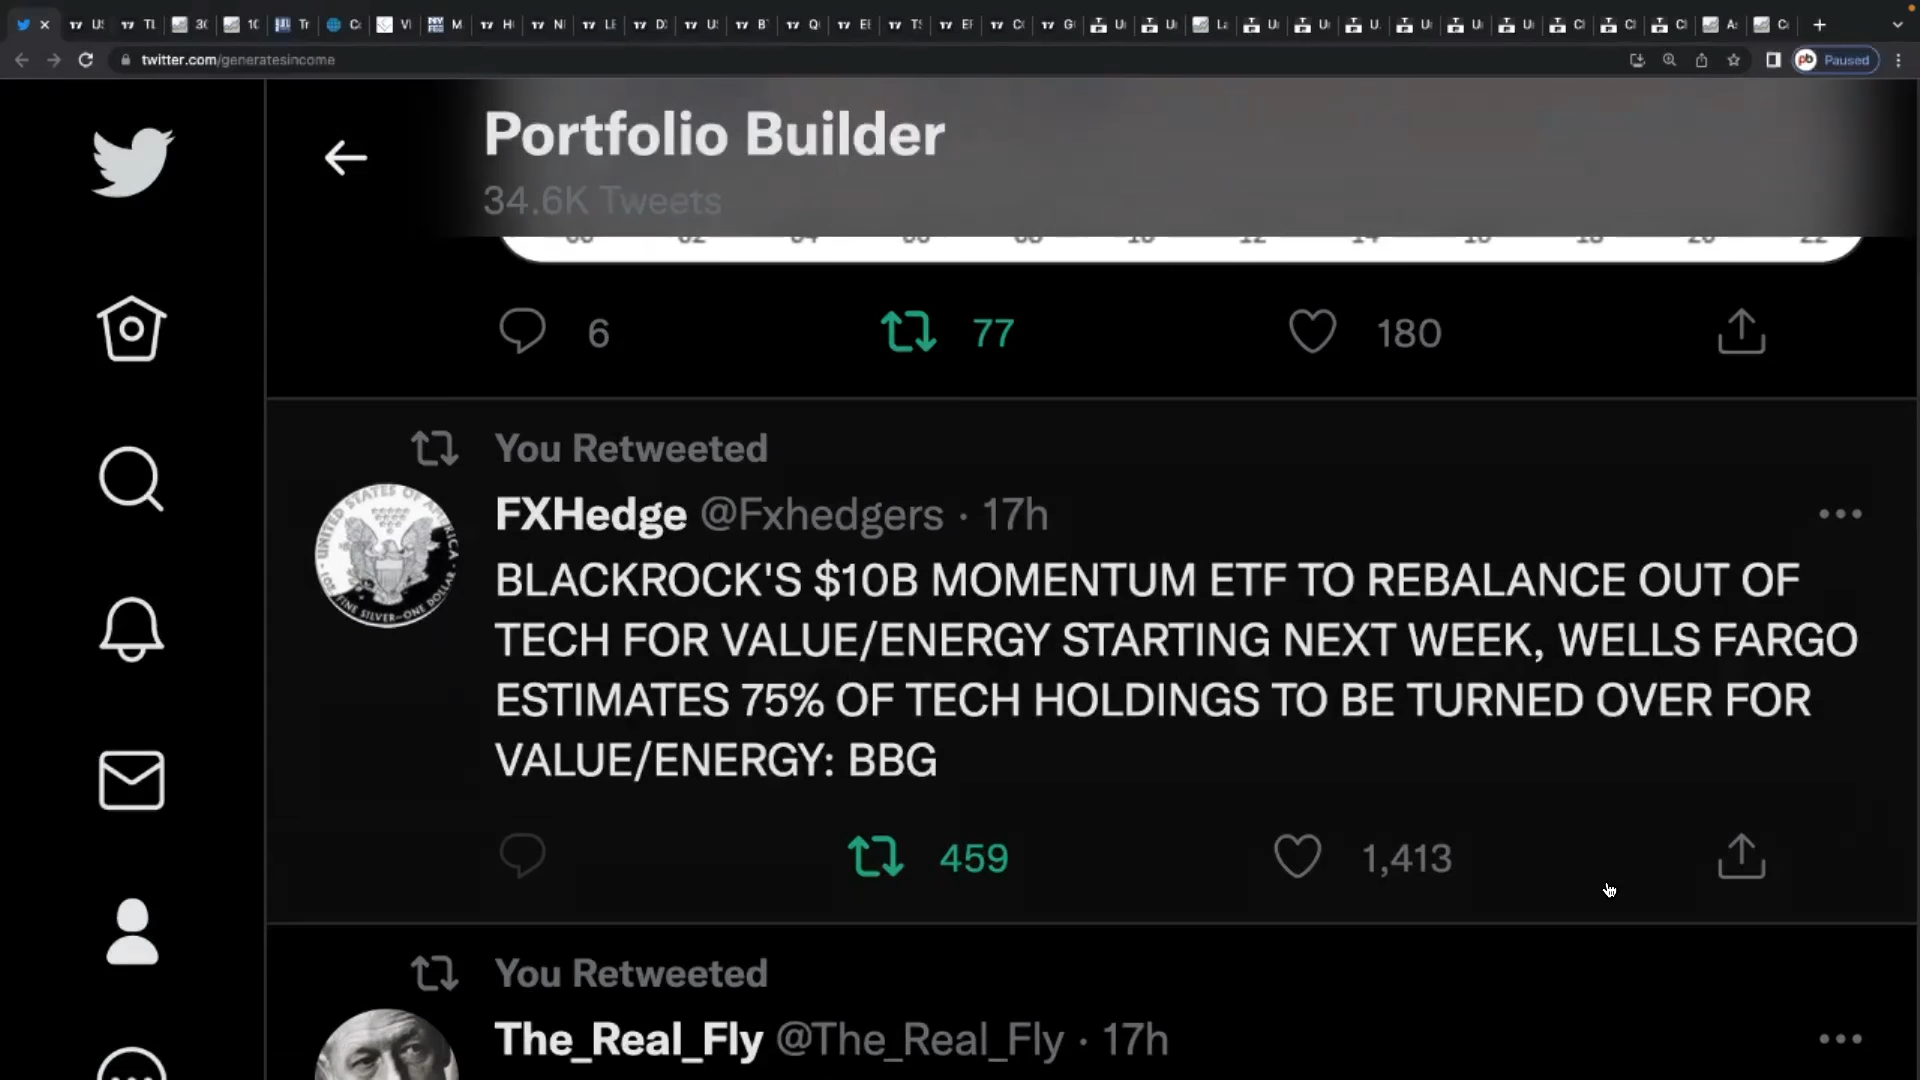 twitter.com/generatesincome
Paused
Portfolio Builder
34.6K Tweets
6
77
180
You Retweeted
FXHedge @Fxhedgers · 17h
BLACKROCK'S $10B MOMENTUM ETF TO REBALANCE OUT OF
TECH FOR VALUE/ENERGY STARTING NEXT WEEK, WELLS FARGO
ESTIMATES 75% OF TECH HOLDINGS TO BE TURNED OVER FOR
VALUE/ENERGY: BBG
459
1,413
You Retweeted
The_Real_Fly @The_Real_Fly · 17h